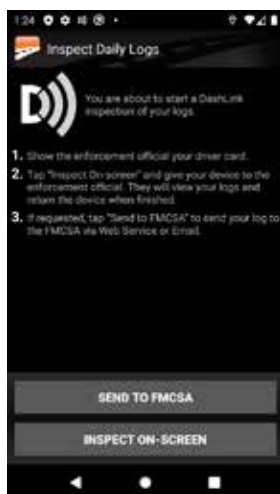 1:24
Inspect Daily Logs
D
You are about to start a DashLink
inspection of your logs.
1. Show the enforcement official your driver card.
2. Tap "Inspect On-screen" and give your device to the
enforcement official. They will view your logs and
return the device when finished.
3. If requested, tap "Send to FMCSA" to send your log to
the FMCSA via Web Service or Email.
SEND TO FMCSA
INSPECT ON-SCREEN